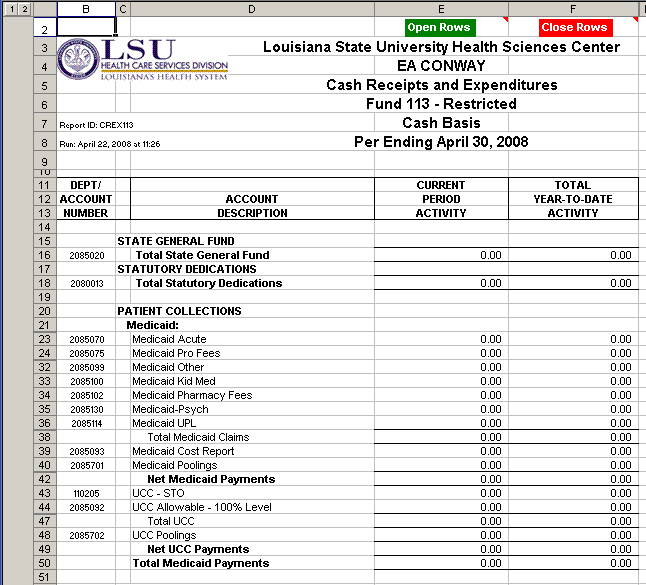 1 2 B C D E F
2 Open Rows Close Rows
3 LSU Louisiana State University Health Sciences Center
4 HEALTH CARE SERVICES DIVISION EA CONWAY
LOUISIANA'S HEALTH SYSTEM
5 Cash Receipts and Expenditures
6 Fund 113 - Restricted
7 Report ID: CREX113 Cash Basis
8 Run: April 22, 2008 at 11:26 Per Ending April 30, 2008
9
10
11 DEPT/ CURRENT TOTAL
12 ACCOUNT ACCOUNT PERIOD YEAR-TO-DATE
13 NUMBER DESCRIPTION ACTIVITY ACTIVITY
14
15 STATE GENERAL FUND
16 2085020 Total State General Fund 0.00 0.00
17 STATUTORY DEDICATIONS
18 2080013 Total Statutory Dedications 0.00 0.00
19
20 PATIENT COLLECTIONS
21 Medicaid:
23 2085070 Medicaid Acute 0.00 0.00
24 2085075 Medicaid Pro Fees 0.00 0.00
32 2085099 Medicaid Other 0.00 0.00
33 2085100 Medicaid Kid Med 0.00 0.00
34 2085102 Medicaid Pharmacy Fees 0.00 0.00
35 2085130 Medicaid-Psych 0.00 0.00
36 2085114 Medicaid UPL 0.00 0.00
38 Total Medicaid Claims 0.00 0.00
39 2085093 Medicaid Cost Report 0.00 0.00
40 2085701 Medicaid Poolings 0.00 0.00
42 Net Medicaid Payments 0.00 0.00
43 110205 UCC - STO 0.00 0.00
44 2085092 UCC Allowable - 100% Level 0.00 0.00
47 Total UCC 0.00 0.00
48 2085702 UCC Poolings 0.00 0.00
49 Net UCC Payments 0.00 0.00
50 Total Medicaid Payments 0.00 0.00
51